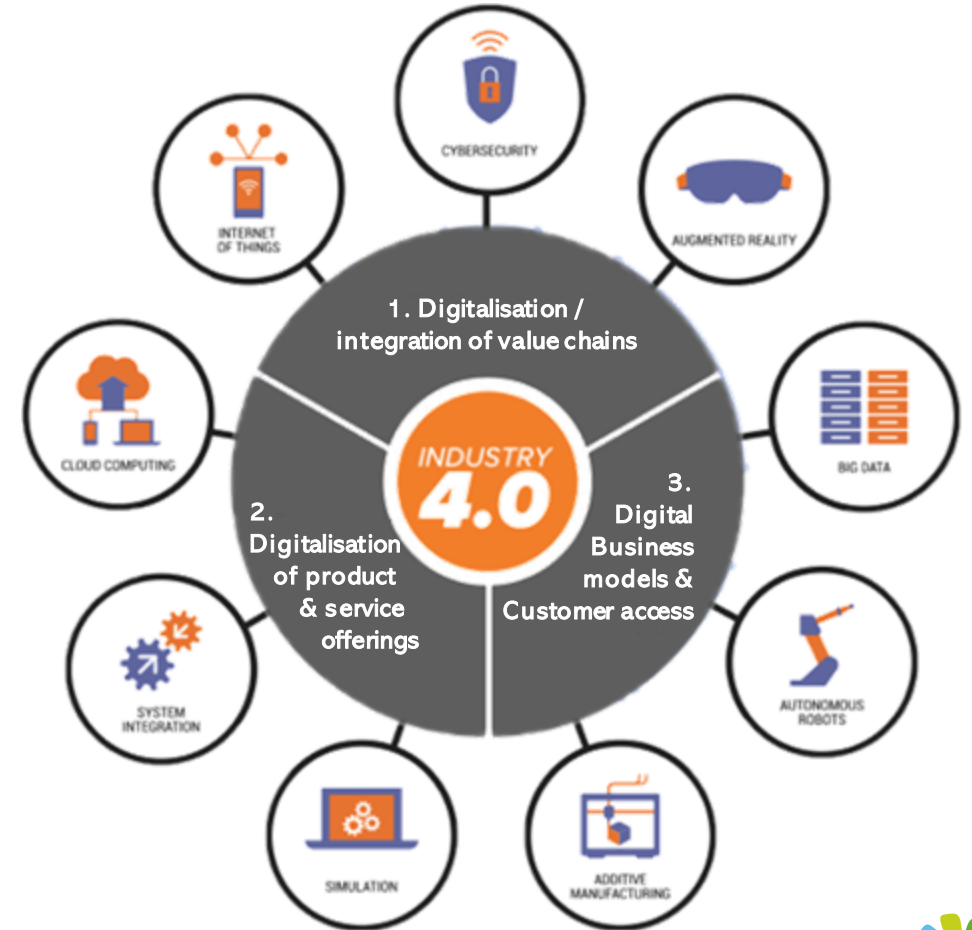 CYBERSECURITY
INTERNET
OF THINGS
AUGMENTED REALITY
1. Digitalisation /
integration of value chains
CLOUD COMPUTING
BIG DATA
INDUSTRY
4.0
2.
Digitalisation
of product
& service
offerings
3.
Digital
Business
models &
Customer access
SYSTEM
INTEGRATION
AUTONOMOUS
ROBOTS
SIMULATION
ADDITIVE
MANUFACTURING